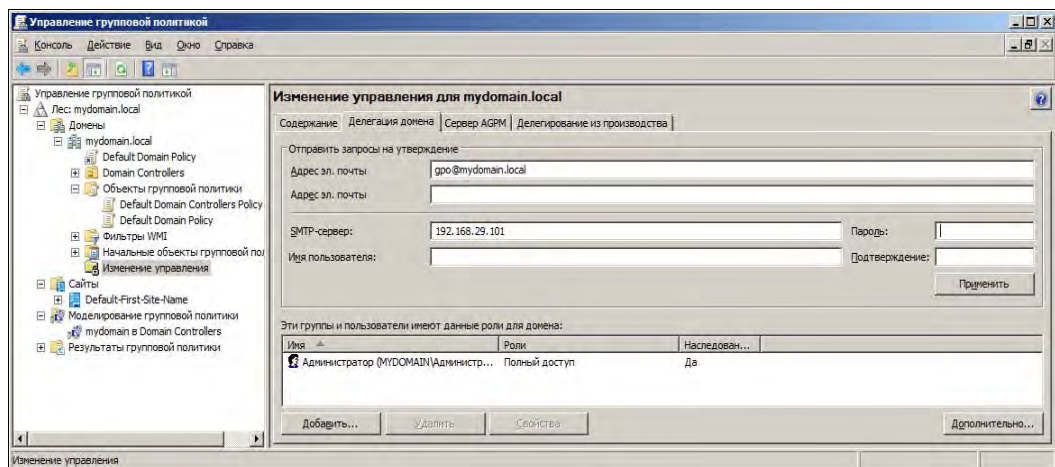 Управление групповой политикой
Консоль Действие Вид Окно Справка
Управление групповой политикой
Лес: mydomain.local
Домены
mydomain.local
Default Domain Policy
Domain Controllers
Объекты групповой политики
Default Domain Controllers Policy
Default Domain Policy
Фильтры WMI
Начальные объекты групповой пол
Изменение управления
Сайты
Default-First-Site-Name
Моделирование групповой политики
mydomain в Domain Controllers
Результаты групповой политики
Изменение управления для mydomain.local
Содержание Делегация домена Сервер AGPM Делегирование из производства
Отправить запросы на утверждение
Адрес эл. почты gpo@mydomain.local
Адрес эл. почты
SMTP-сервер: 192.168.29.101 Пароль:
Имя пользователя: Подтверждение:
Применить
Эти группы и пользователи имеют данные роли для домена:
Имя Роли Наследован...
Администратор (MYDOMAIN\Администр... Полный доступ Да
Добавить... Удалить Свойства Дополнительно...
Изменение управления